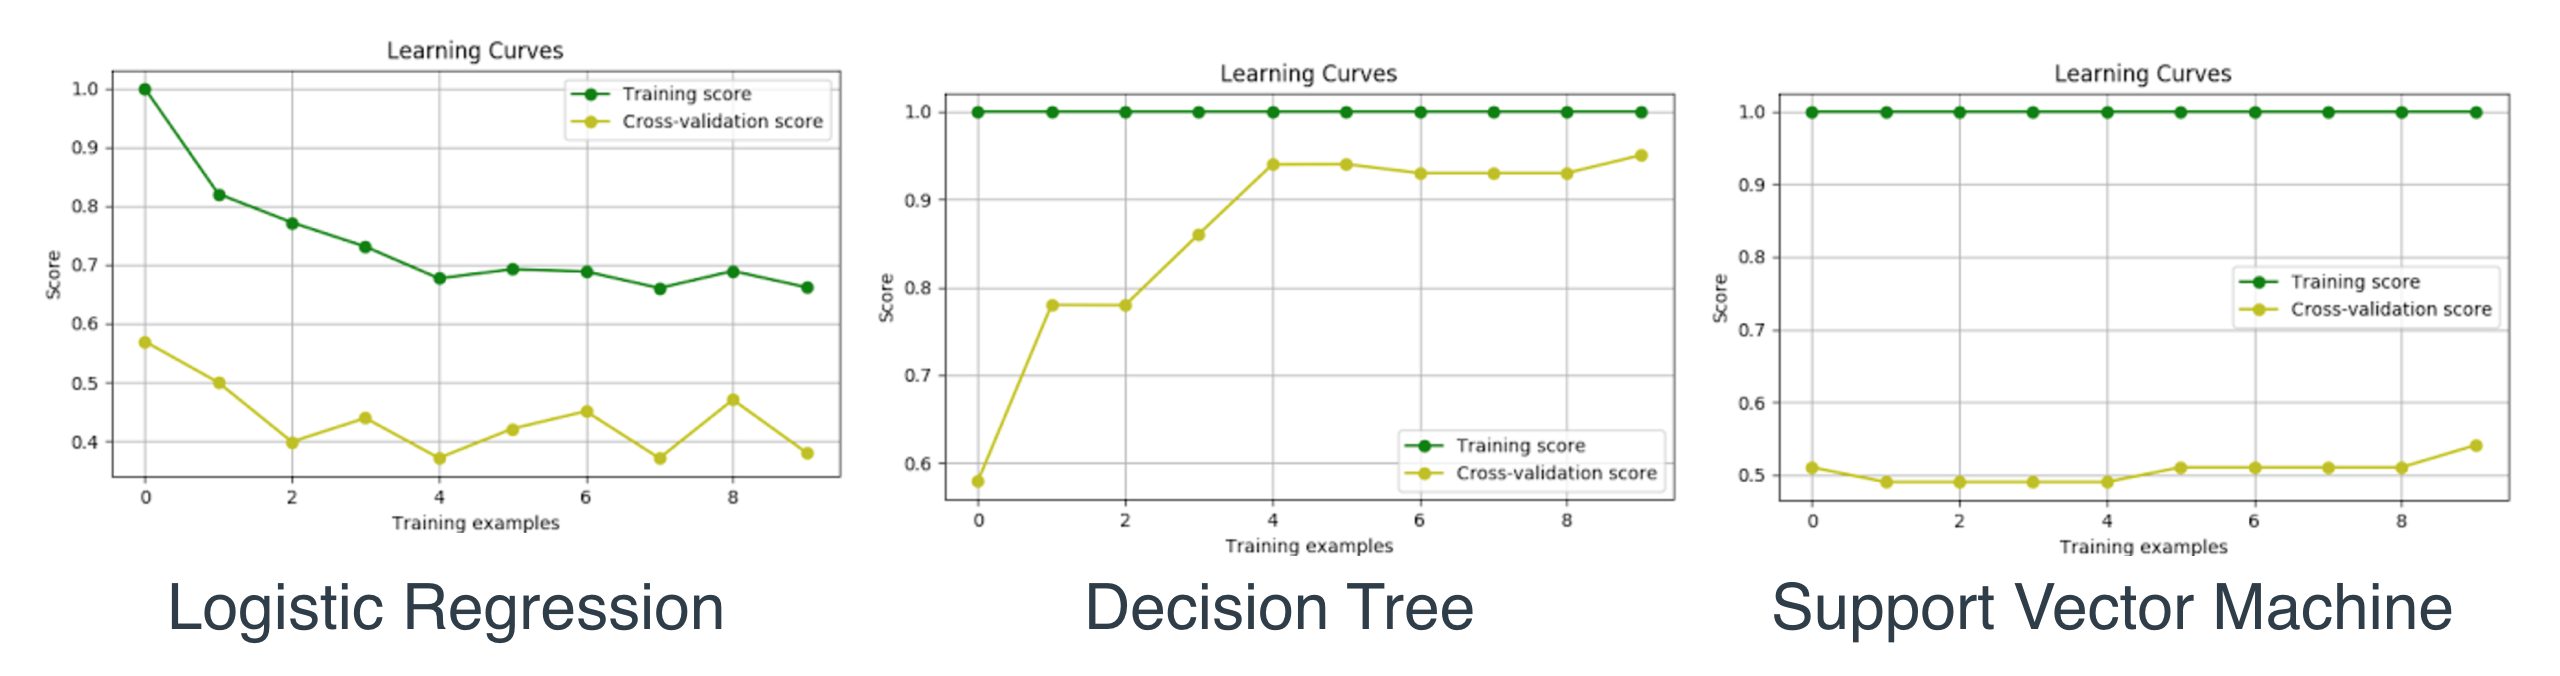 Learning Curves
1.0
0.9
0.8
0.7
0.6
0.5
0.4
Score
Training score
Cross-validation score
0 2 4 6 8
Training examples
Logistic Regression
Learning Curves
1.0
0.9
0.8
0.7
0.6
Score
Training score
Cross-validation score
0 2 4 6 8
Training examples
Decision Tree
Learning Curves
1.0
0.9
0.8
0.7
0.6
0.5
Score
Training score
Cross-validation score
0 2 4 6 8
Training examples
Support Vector Machine